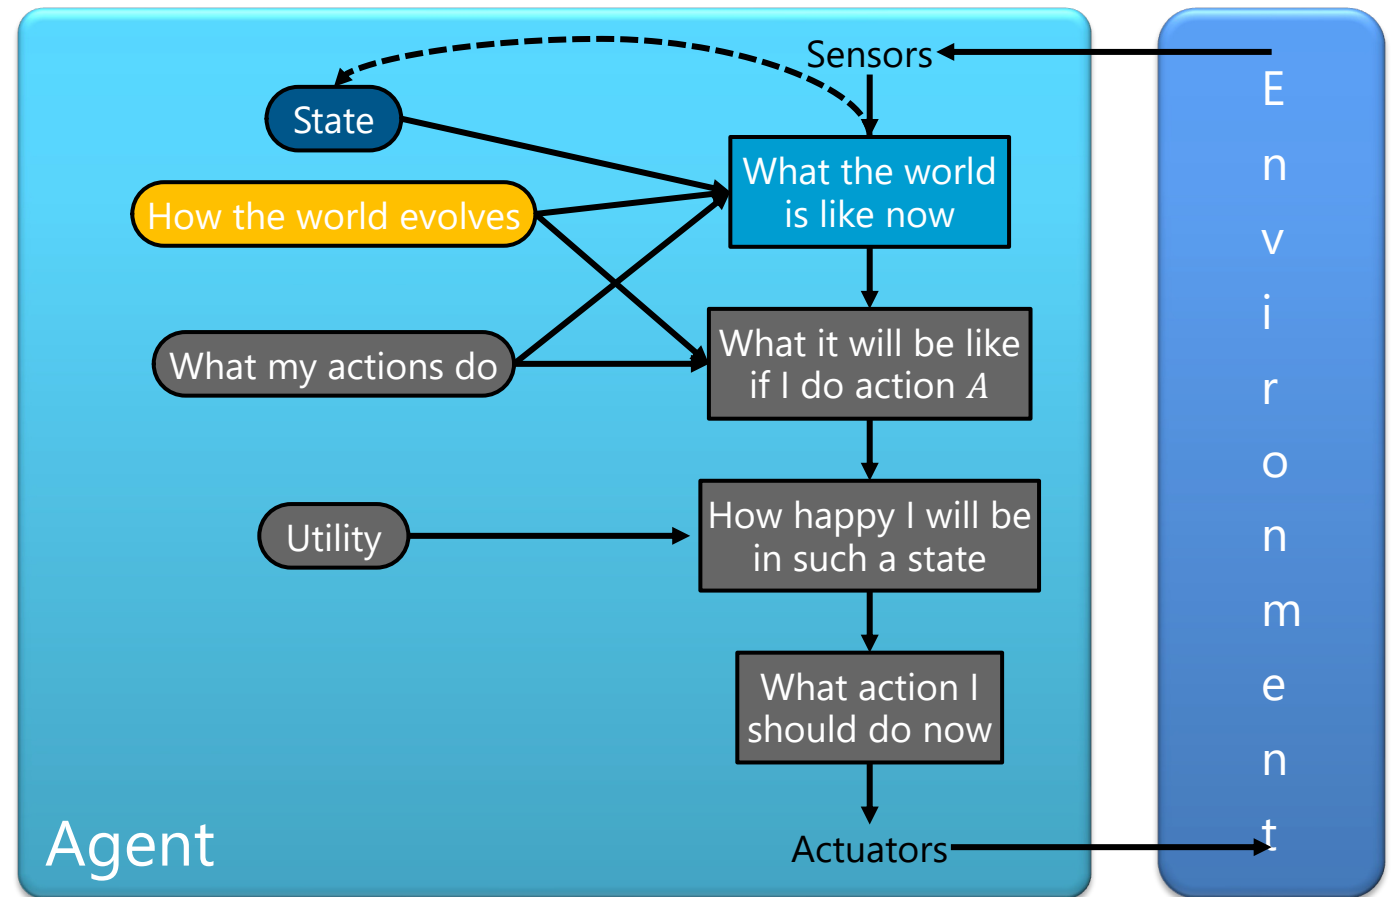 Sensors
State
What the world
is like now
How the world evolves
What it will be like
if I do action A
What my actions do
How happy I will be
in such a state
Utility
What action I
should do now
Actuators
Agent
E
n
v
i
r
o
n
m
e
n
t